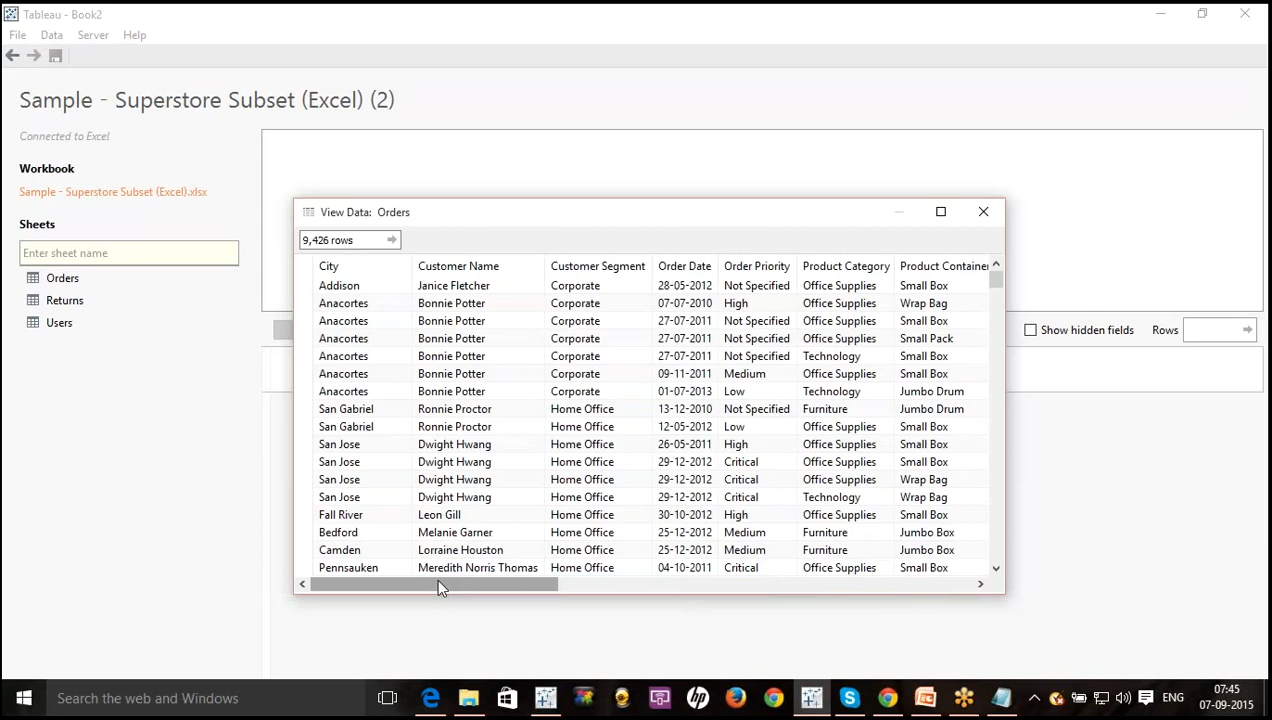 Tableau - Book2
File Data Server Help
Sample - Superstore Subset (Excel) (2)
Connected to Excel
Workbook
Sample - Superstore Subset (Excel).xlsx
Sheets
Enter sheet name
Orders
Returns
Users
Show hidden fields Rows
View Data: Orders
9,426 rows
City Customer Name Customer Segment Order Date Order Priority Product Category Product Container
Addison Janice Fletcher Corporate 28-05-2012 Not Specified Office Supplies Small Box
Anacortes Bonnie Potter Corporate 07-07-2010 High Office Supplies Wrap Bag
Anacortes Bonnie Potter Corporate 27-07-2011 Not Specified Office Supplies Small Box
Anacortes Bonnie Potter Corporate 27-07-2011 Not Specified Office Supplies Small Pack
Anacortes Bonnie Potter Corporate 27-07-2011 Not Specified Technology Small Box
Anacortes Bonnie Potter Corporate 09-11-2011 Medium Office Supplies Small Box
Anacortes Bonnie Potter Corporate 01-07-2013 Low Technology Jumbo Drum
San Gabriel Ronnie Proctor Home Office 13-12-2010 Not Specified Furniture Jumbo Drum
San Gabriel Ronnie Proctor Home Office 12-05-2012 Low Office Supplies Small Box
San Jose Dwight Hwang Home Office 26-05-2011 High Office Supplies Small Box
San Jose Dwight Hwang Home Office 29-12-2012 Critical Office Supplies Small Box
San Jose Dwight Hwang Home Office 29-12-2012 Critical Office Supplies Wrap Bag
San Jose Dwight Hwang Home Office 29-12-2012 Critical Technology Wrap Bag
Fall River Leon Gill Home Office 30-10-2012 High Office Supplies Small Box
Bedford Melanie Garner Home Office 25-12-2012 Medium Furniture Jumbo Box
Camden Lorraine Houston Home Office 25-12-2012 Medium Furniture Jumbo Box
Pennsauken Meredith Norris Thomas Home Office 04-10-2011 Critical Office Supplies Small Box
Search the web and Windows
hp
ENG
07:45
07-09-2015